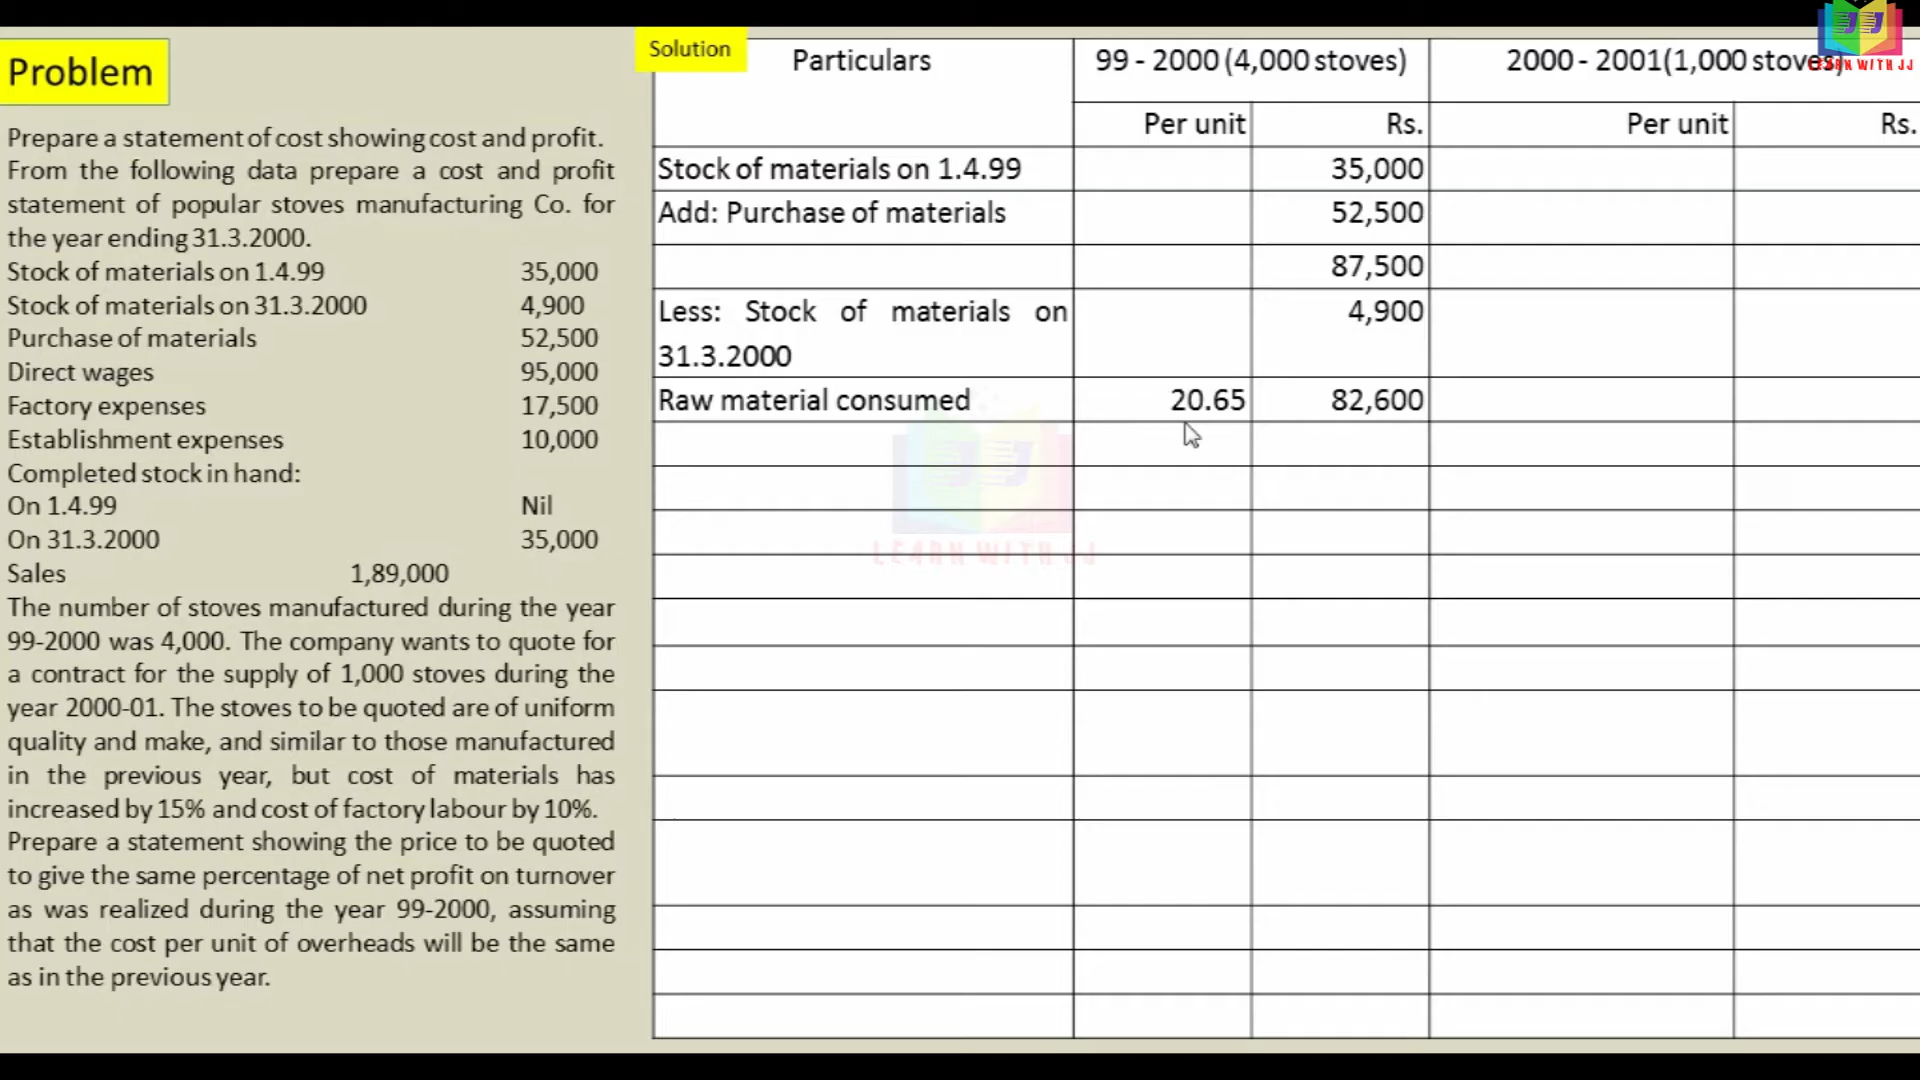 Problem
Prepare a statement of cost showing cost and profit.
From the following data prepare a cost and profit
statement of popular stoves manufacturing Co. for
the year ending 31.3.2000.
Stock of materials on 1.4.99 35,000
Stock of materials on 31.3.2000 4,900
Purchase of materials 52,500
Direct wages 95,000
Factory expenses 17,500
Establishment expenses 10,000
Completed stock in hand:
On 1.4.99 Nil
On 31.3.2000 35,000
Sales 1,89,000
The number of stoves manufactured during the year
99-2000 was 4,000. The company wants to quote for
a contract for the supply of 1,000 stoves during the
year 2000-01. The stoves to be quoted are of uniform
quality and make, and similar to those manufactured
in the previous year, but cost of materials has
increased by 15% and cost of factory labour by 10%.
Prepare a statement showing the price to be quoted
to give the same percentage of net profit on turnover
as was realized during the year 99-2000, assuming
that the cost per unit of overheads will be the same
as in the previous year.
Solution
Particulars 99 - 2000 (4,000 stoves) 2000 - 2001(1,000 stoves)
Per unit Rs. Per unit Rs.
Stock of materials on 1.4.99 35,000
Add: Purchase of materials 52,500
87,500
Less: Stock of materials on 4,900
31.3.2000
Raw material consumed 20.65 82,600
JJ
LEARN WITH JJ
JJ
LEARN WITH JJ